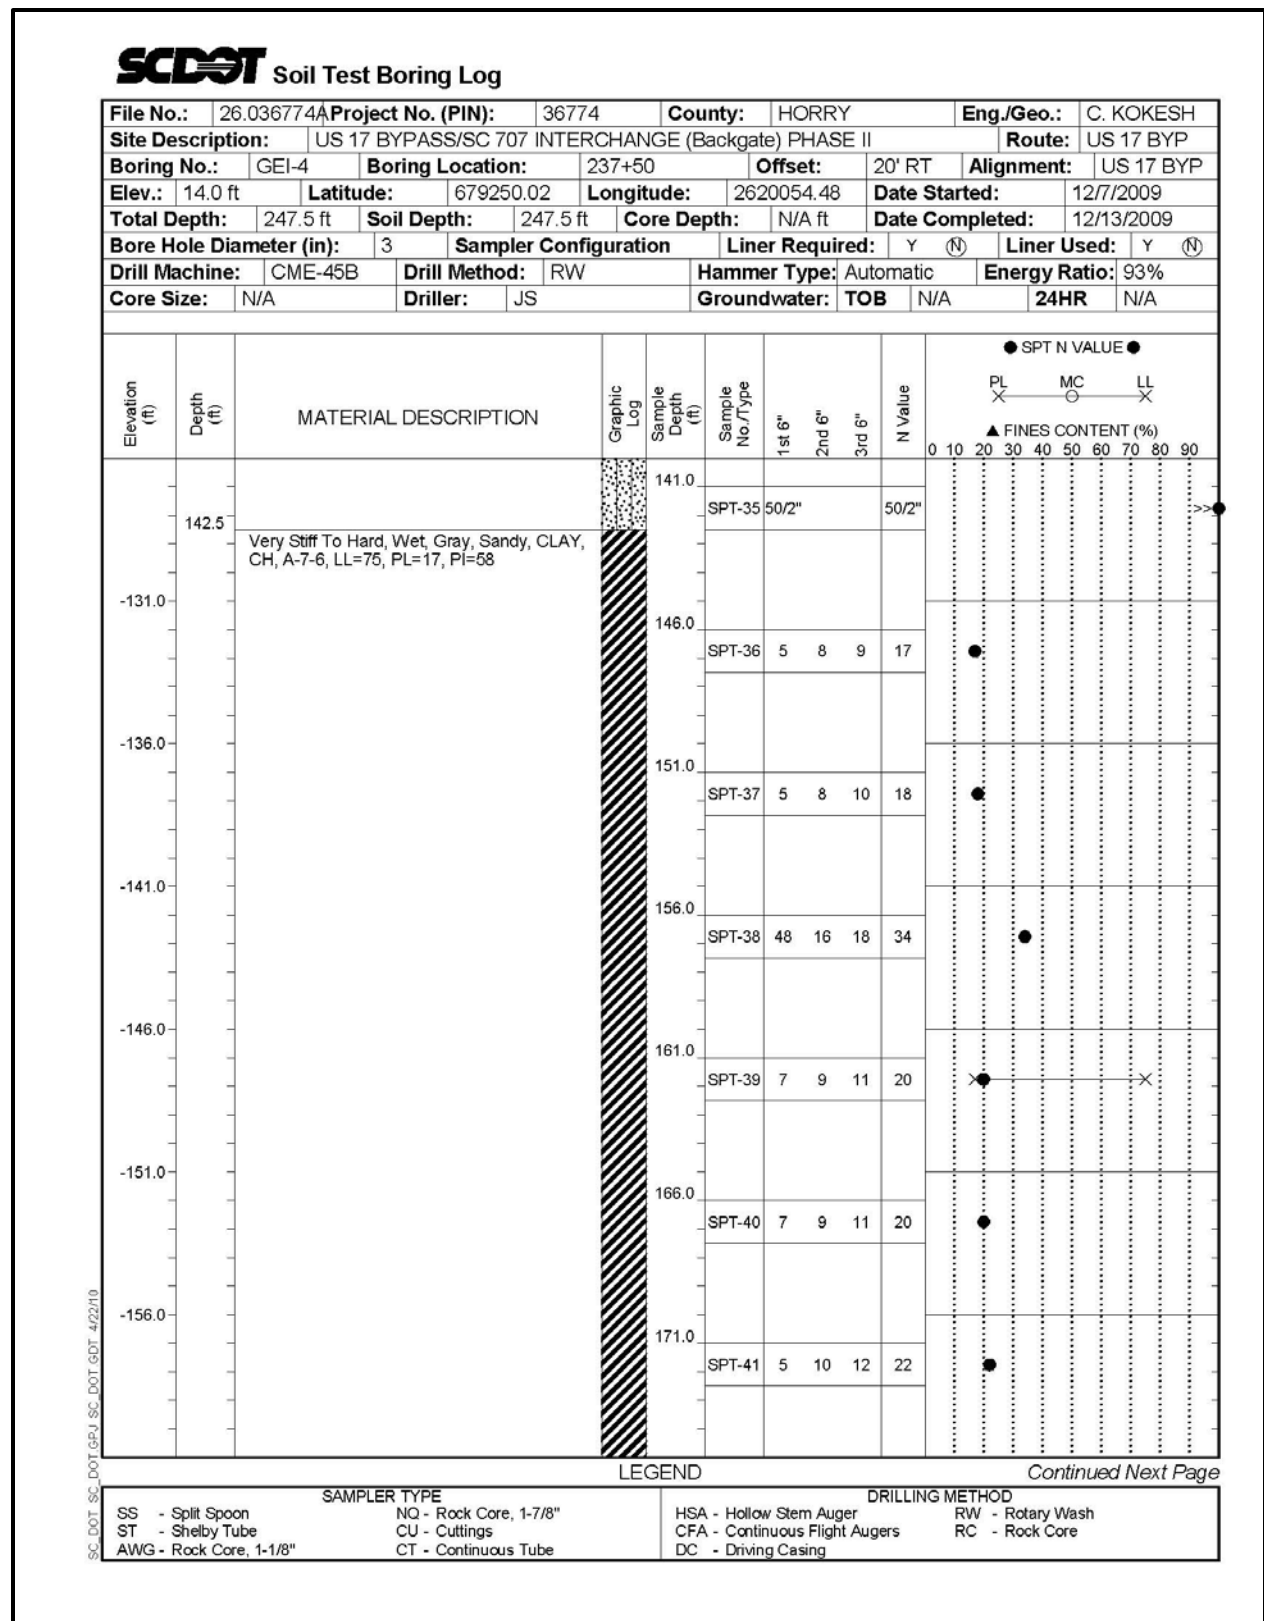 SCDOT Soil Test Boring Log
File No.: 26.036774A Project No. (PIN): 36774 County: HORRY Eng./Geo.: C. KOKESH
Site Description: US 17 BYPASS/SC 707 INTERCHANGE (Backgate) PHASE II Route: US 17 BYP
Boring No.: GEI-4 Boring Location: 237+50 Offset: 20' RT Alignment: US 17 BYP
Elev.: 14.0 ft Latitude: 679250.02 Longitude: 2620054.48 Date Started: 12/7/2009
Total Depth: 247.5 ft Soil Depth: 247.5 ft Core Depth: N/A ft Date Completed: 12/13/2009
Bore Hole Diameter (in): 3 Sampler Configuration Liner Required: Y N Liner Used: Y N
Drill Machine: CME-45B Drill Method: RW Hammer Type: Automatic Energy Ratio: 93%
Core Size: N/A Driller: JS Groundwater: TOB N/A 24HR N/A
Elevation (ft)
Depth (ft)
MATERIAL DESCRIPTION
Graphic Log
Sample Depth (ft)
Sample No./Type
1st 6"
2nd 6"
3rd 6"
N Value
SPT N VALUE
PL MC LL
FINES CONTENT (%)
0 10 20 30 40 50 60 70 80 90
141.0
SPT-35 50/2" 50/2" >>
142.5
Very Stiff To Hard, Wet, Gray, Sandy, CLAY,
CH, A-7-6, LL=75, PL=17, PI=58
-131.0
146.0
SPT-36 5 8 9 17
-136.0
151.0
SPT-37 5 8 10 18
-141.0
156.0
SPT-38 48 16 18 34
-146.0
161.0
SPT-39 7 9 11 20
-151.0
166.0
SPT-40 7 9 11 20
-156.0
171.0
SPT-41 5 10 12 22
SC_DOT SC_DOT.GPJ SC_DOT.GDT 4/22/10
LEGEND
Continued Next Page
SAMPLER TYPE
SS - Split Spoon NQ - Rock Core, 1-7/8"
ST - Shelby Tube CU - Cuttings
AWG - Rock Core, 1-1/8" CT - Continuous Tube
DRILLING METHOD
HSA - Hollow Stem Auger RW - Rotary Wash
CFA - Continuous Flight Augers RC - Rock Core
DC - Driving Casing